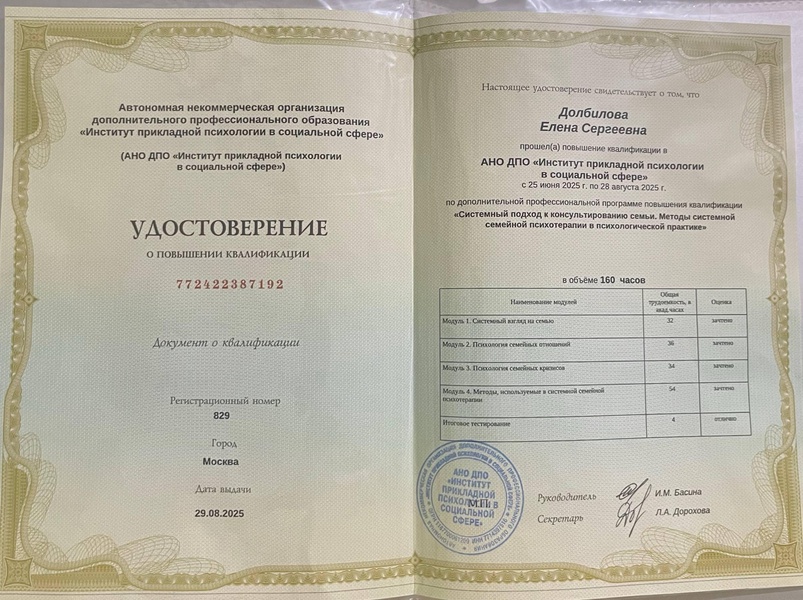 Автономная некоммерческая организация
дополнительного профессионального образования
«Институт прикладной психологии в социальной сфере»
(АНО ДПО «Институт прикладной психологии
в социальной сфере»)
УДОСТОВЕРЕНИЕ
О ПОВЫШЕНИИ КВАЛИФИКАЦИИ
772422387192
Документ о квалификации
Регистрационный номер
829
Город
Москва
Дата выдачи
29.08.2025
Настоящее удостоверение свидетельствует о том, что
Долбилова
Елена Сергеевна
прошел(а) повышение квалификации в
АНО ДПО «Институт прикладной психологии
в социальной сфере»
с 25 июня 2025 г. по 28 августа 2025 г.
по дополнительной профессиональной программе повышения квалификации
«Системный подход к консультированию семьи. Методы системной
семейной психотерапии в психологической практике»
в объёме 160 часов
Наименование модулей
Общая
трудоемкость, в
акад.часах
Оценка
Модуль 1. Системный взгляд на семью 32 зачтено
Модуль 2. Психология семейных отношений 36 зачтено
Модуль 3. Психология семейных кризисов 34 зачтено
Модуль 4. Методы, используемые в системной семейной
психотерапии 54 зачтено
Итоговое тестирование 4 отлично
АНО ДПО
«ИНСТИТУТ
ПРИКЛАДНОЙ
ПСИХОЛОГИИ В
СОЦИАЛЬНОЙ
СФЕРЕ»
М.П.
Руководитель И.М. Басина
Секретарь Л.А. Дорохова